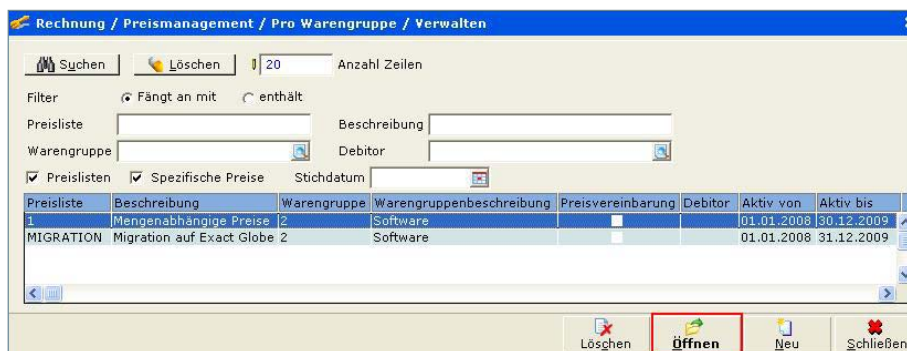 Rechnung / Preismanagement / Pro Warengruppe / Verwalten
Suchen Löschen 20 Anzahl Zeilen
Filter Fängt an mit enthält
Preisliste Beschreibung
Warengruppe Debitor
Preislisten Spezifische Preise Stichdatum
Preisliste Beschreibung Warengruppe Warengruppenbeschreibung Preisvereinbarung Debitor Aktiv von Aktiv bis
1 Mengenabhängige Preise 2 Software 01.01.2008 30.12.2009
MIGRATION Migration auf Exact Globe 2 Software 01.01.2008 31.12.2009
Löschen Öffnen Neu Schließen